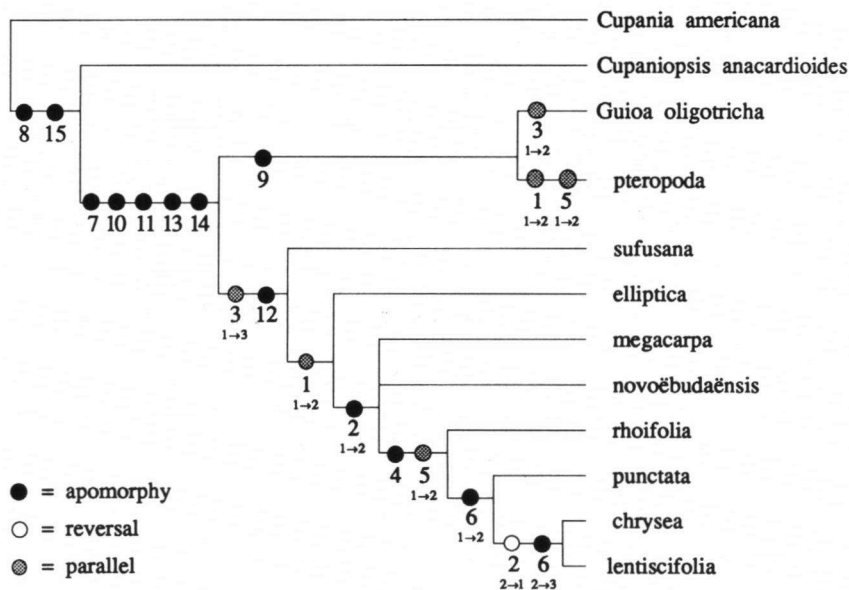 Cupania americana
Cupaniopsis anacardioides
Guioa oligotricha
3
1→2
8 15
9
pteropoda
1 5
1→2 1→2
7 10 11 13 14
sufusana
3 12
1→3
elliptica
megacarpa
1
1→2
novoëbudaënsis
2
1→2
rhoifolia
4 5
1→2
punctata
● = apomorphy
6
1→2
chrysea
○ = reversal
lentiscifolia
= parallel
2 6
2→1 2→3